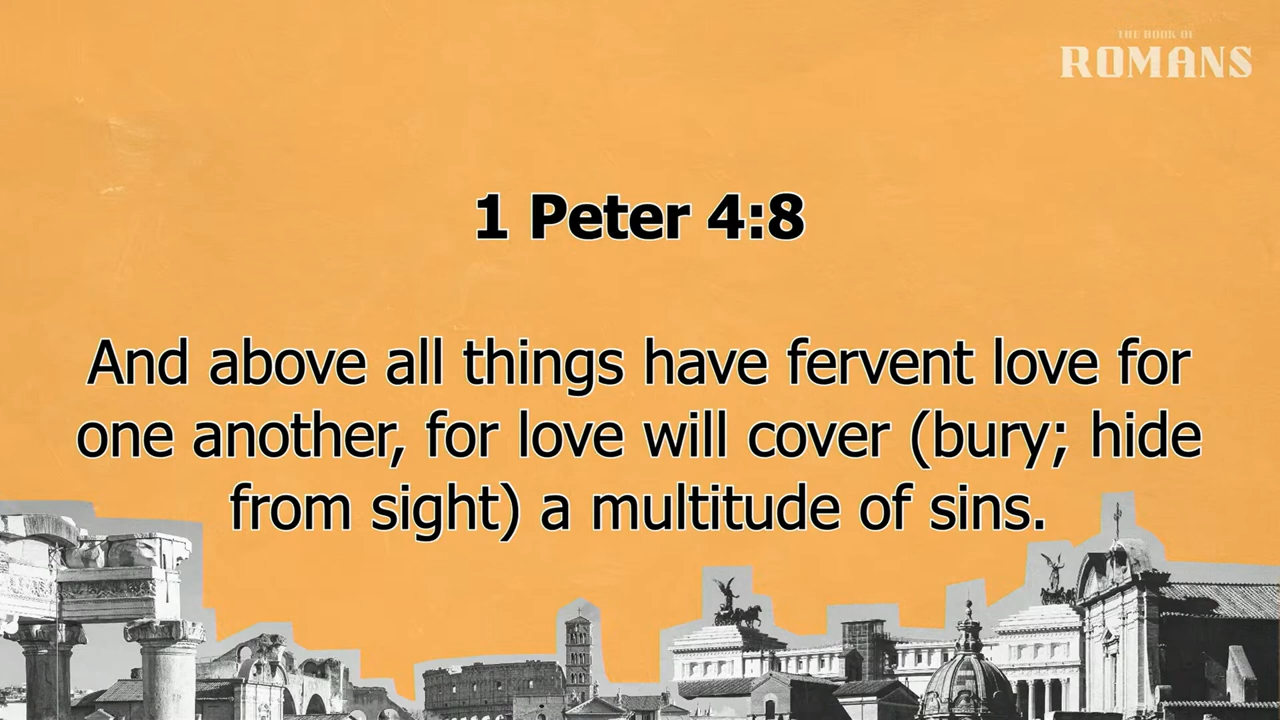 THE BOOK OF
ROMANS
1 Peter 4:8
And above all things have fervent love for
one another, for love will cover (bury; hide
from sight) a multitude of sins.